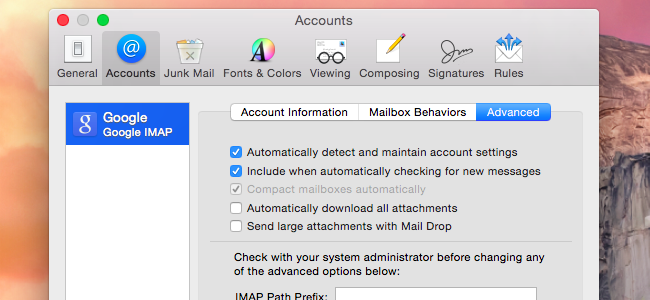 Accounts
General Accounts Junk Mail Fonts & Colors Viewing Composing Signatures Rules
Google
Google IMAP
Account Information Mailbox Behaviors Advanced
Automatically detect and maintain account settings
Include when automatically checking for new messages
Compact mailboxes automatically
Automatically download all attachments
Send large attachments with Mail Drop
Check with your system administrator before changing any
of the advanced options below:
IMAP Path Prefix: